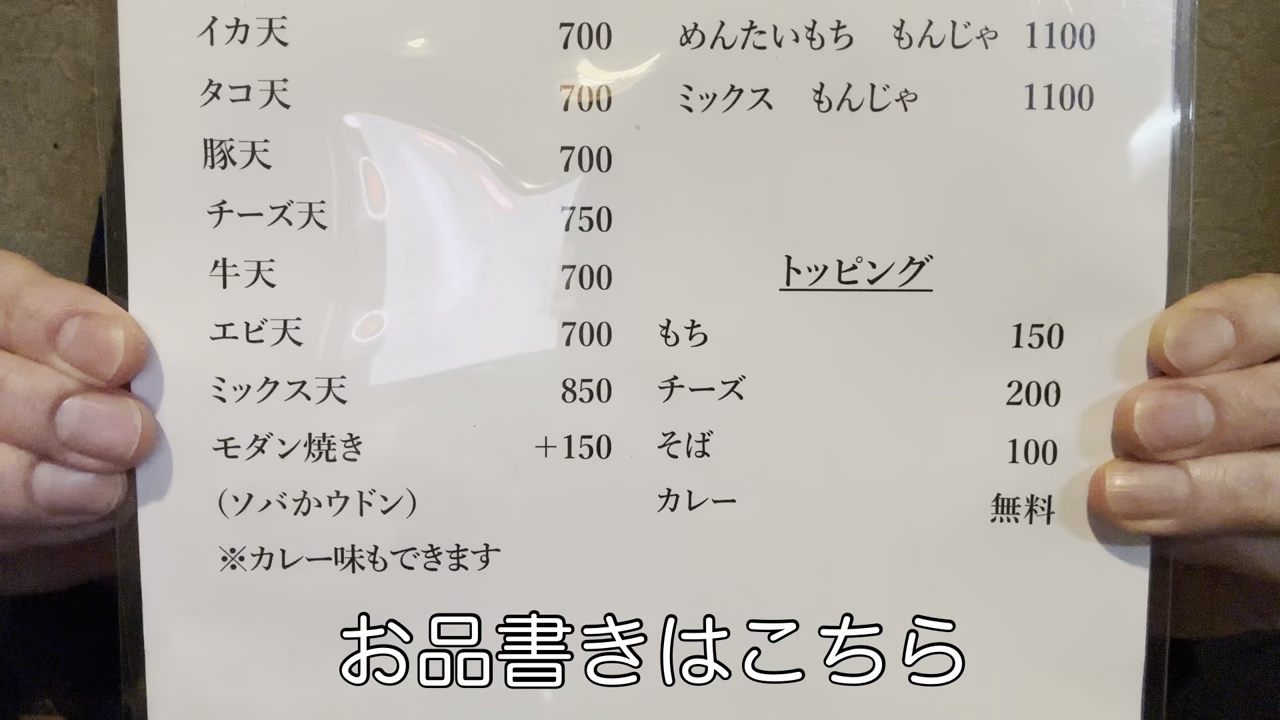 イカ天 700
タコ天 700
豚天 700
チーズ天 750
牛天 700
エビ天 700
ミックス天 850
モダン焼き +150
（ソバかウドン）
※カレー味もできます
めんたいもち もんじゃ 1100
ミックス もんじゃ 1100
トッピング
もち 150
チーズ 200
そば 100
カレー 無料
お品書きはこちら